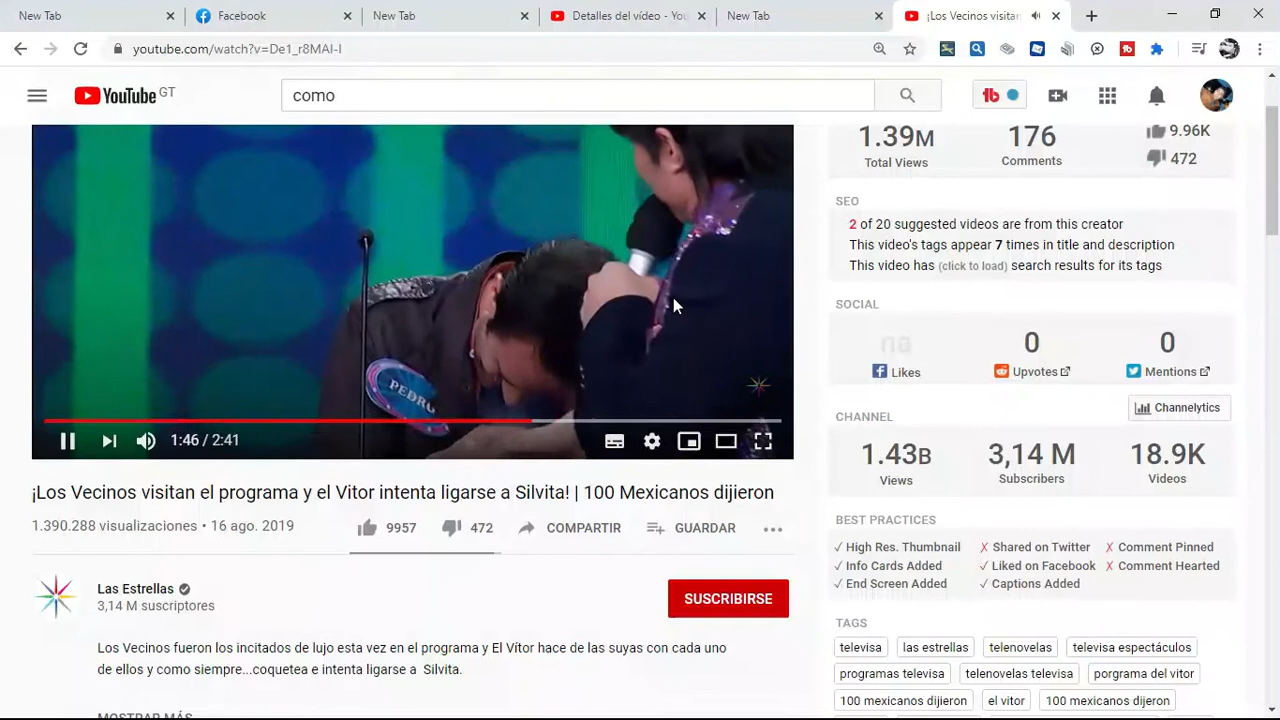 New Tab
Facebook
New Tab
Detalles del vídeo - You
New Tab
¡Los Vecinos visitan
youtube.com/watch?v=De1_r8MAl-I
YouTube GT
como
tb
1.39M
Total Views
176
Comments
9.96K
472
SEO
2 of 20 suggested videos are from this creator
This video's tags appear 7 times in title and description
This video has (click to load) search results for its tags
SOCIAL
na
Likes
0
Upvotes
0
Mentions
CHANNEL
Channelytics
1.43B
Views
3,14 M
Subscribers
18.9K
Videos
BEST PRACTICES
✓ High Res. Thumbnail
✗ Shared on Twitter
✗ Comment Pinned
✓ Info Cards Added
✓ Liked on Facebook
✗ Comment Hearted
✓ End Screen Added
✓ Captions Added
TAGS
televisa
las estrellas
telenovelas
televisa espectáculos
programas televisa
telenovelas televisa
porgrama del vitor
100 mexicanos dijieron
el vitor
100 mexicanos dijeron
PEDRO
1:46 / 2:41
¡Los Vecinos visitan el programa y el Vitor intenta ligarse a Silvita! | 100 Mexicanos dijieron
1.390.288 visualizaciones • 16 ago. 2019
9957
472
COMPARTIR
GUARDAR
Las Estrellas
3,14 M suscriptores
SUSCRIBIRSE
Los Vecinos fueron los incitados de lujo esta vez en el programa y El Vítor hace de las suyas con cada uno
de ellos y como siempre...coquetea e intenta ligarse a Silvita.
MOSTRAR MÁS